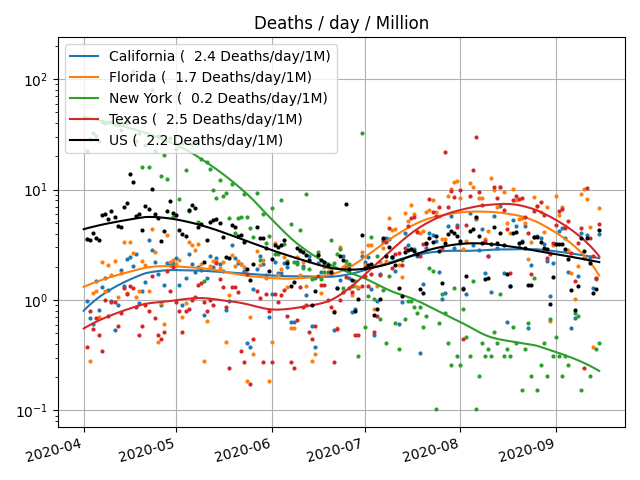 Deaths / day / Million
California (  2.4 Deaths/day/1M)
Florida (  1.7 Deaths/day/1M)
New York (  0.2 Deaths/day/1M)
Texas (  2.5 Deaths/day/1M)
US (  2.2 Deaths/day/1M)
10²
10¹
10⁰
10⁻¹
2020-04 2020-05 2020-06 2020-07 2020-08 2020-09